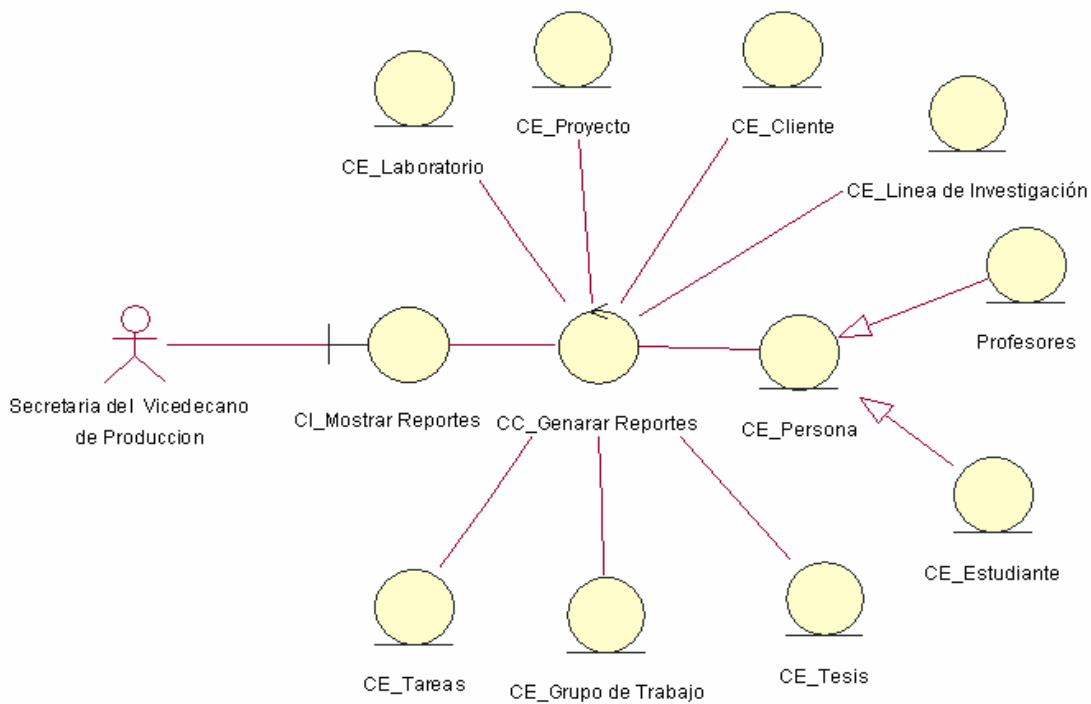 CE_Proyecto
CE_Cliente
CE_Laboratorio
CE_Linea de Investigación
Profesores
Secretaria del Vicedecano
de Produccion
CI_Mostrar Reportes
CC_Genarar Reportes
CE_Persona
CE_Estudiante
CE_Tareas
CE_Grupo de Trabajo
CE_Tesis